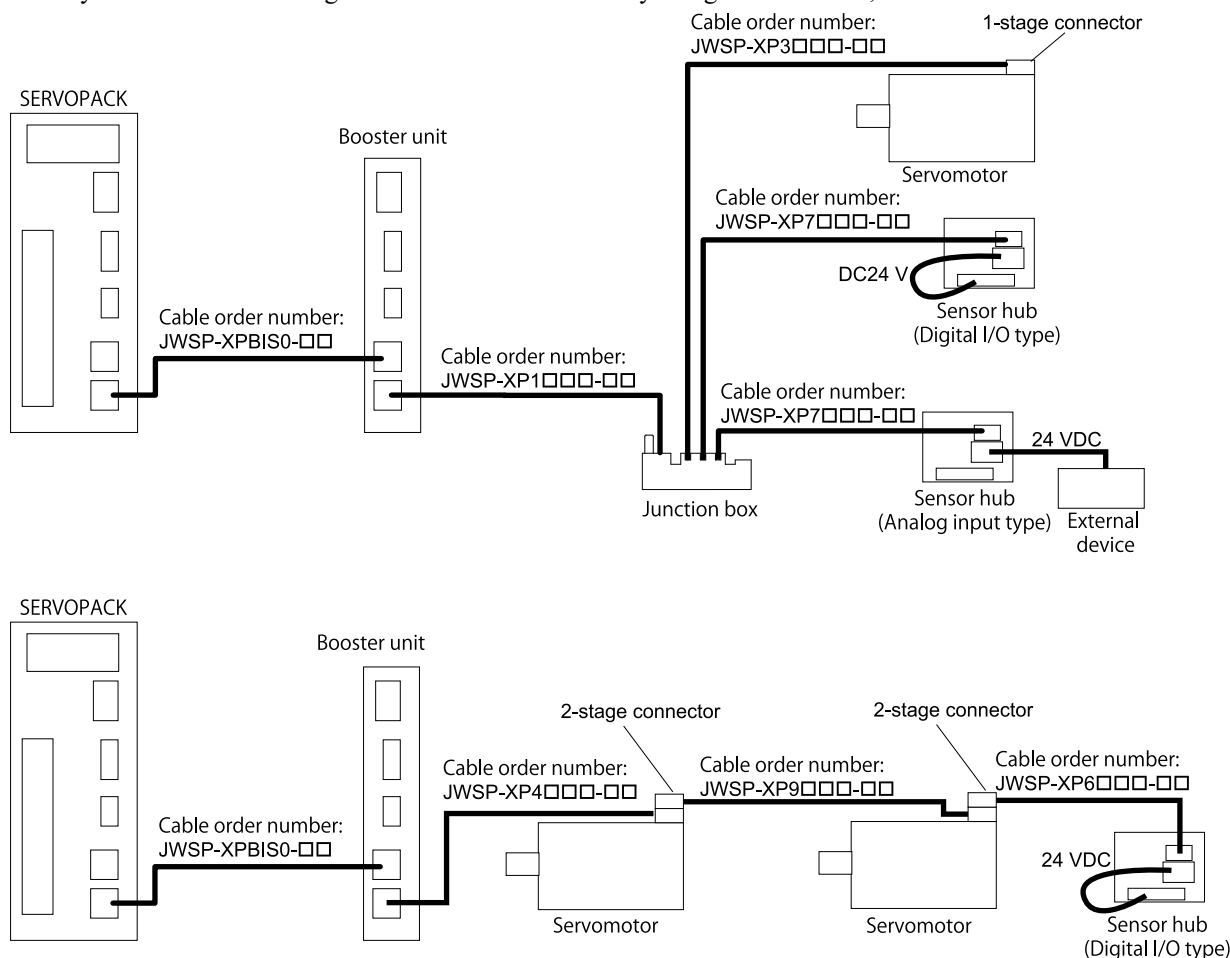 Cable order number:
JWSP-XP3□□□-□□
1-stage connector
SERVOPACK
Booster unit
Servomotor
Cable order number:
JWSP-XP7□□□-□□
DC24 V
Sensor hub
(Digital I/O type)
Cable order number:
JWSP-XPBIS0-□□
Cable order number:
JWSP-XP1□□□-□□
Cable order number:
JWSP-XP7□□□-□□
24 VDC
Junction box
Sensor hub
(Analog input type)
External
device
SERVOPACK
Booster unit
2-stage connector
2-stage connector
Cable order number:
JWSP-XP4□□□-□□
Cable order number:
JWSP-XP9□□□-□□
Cable order number:
JWSP-XP6□□□-□□
Cable order number:
JWSP-XPBIS0-□□
24 VDC
Servomotor
Servomotor
Sensor hub
(Digital I/O type)